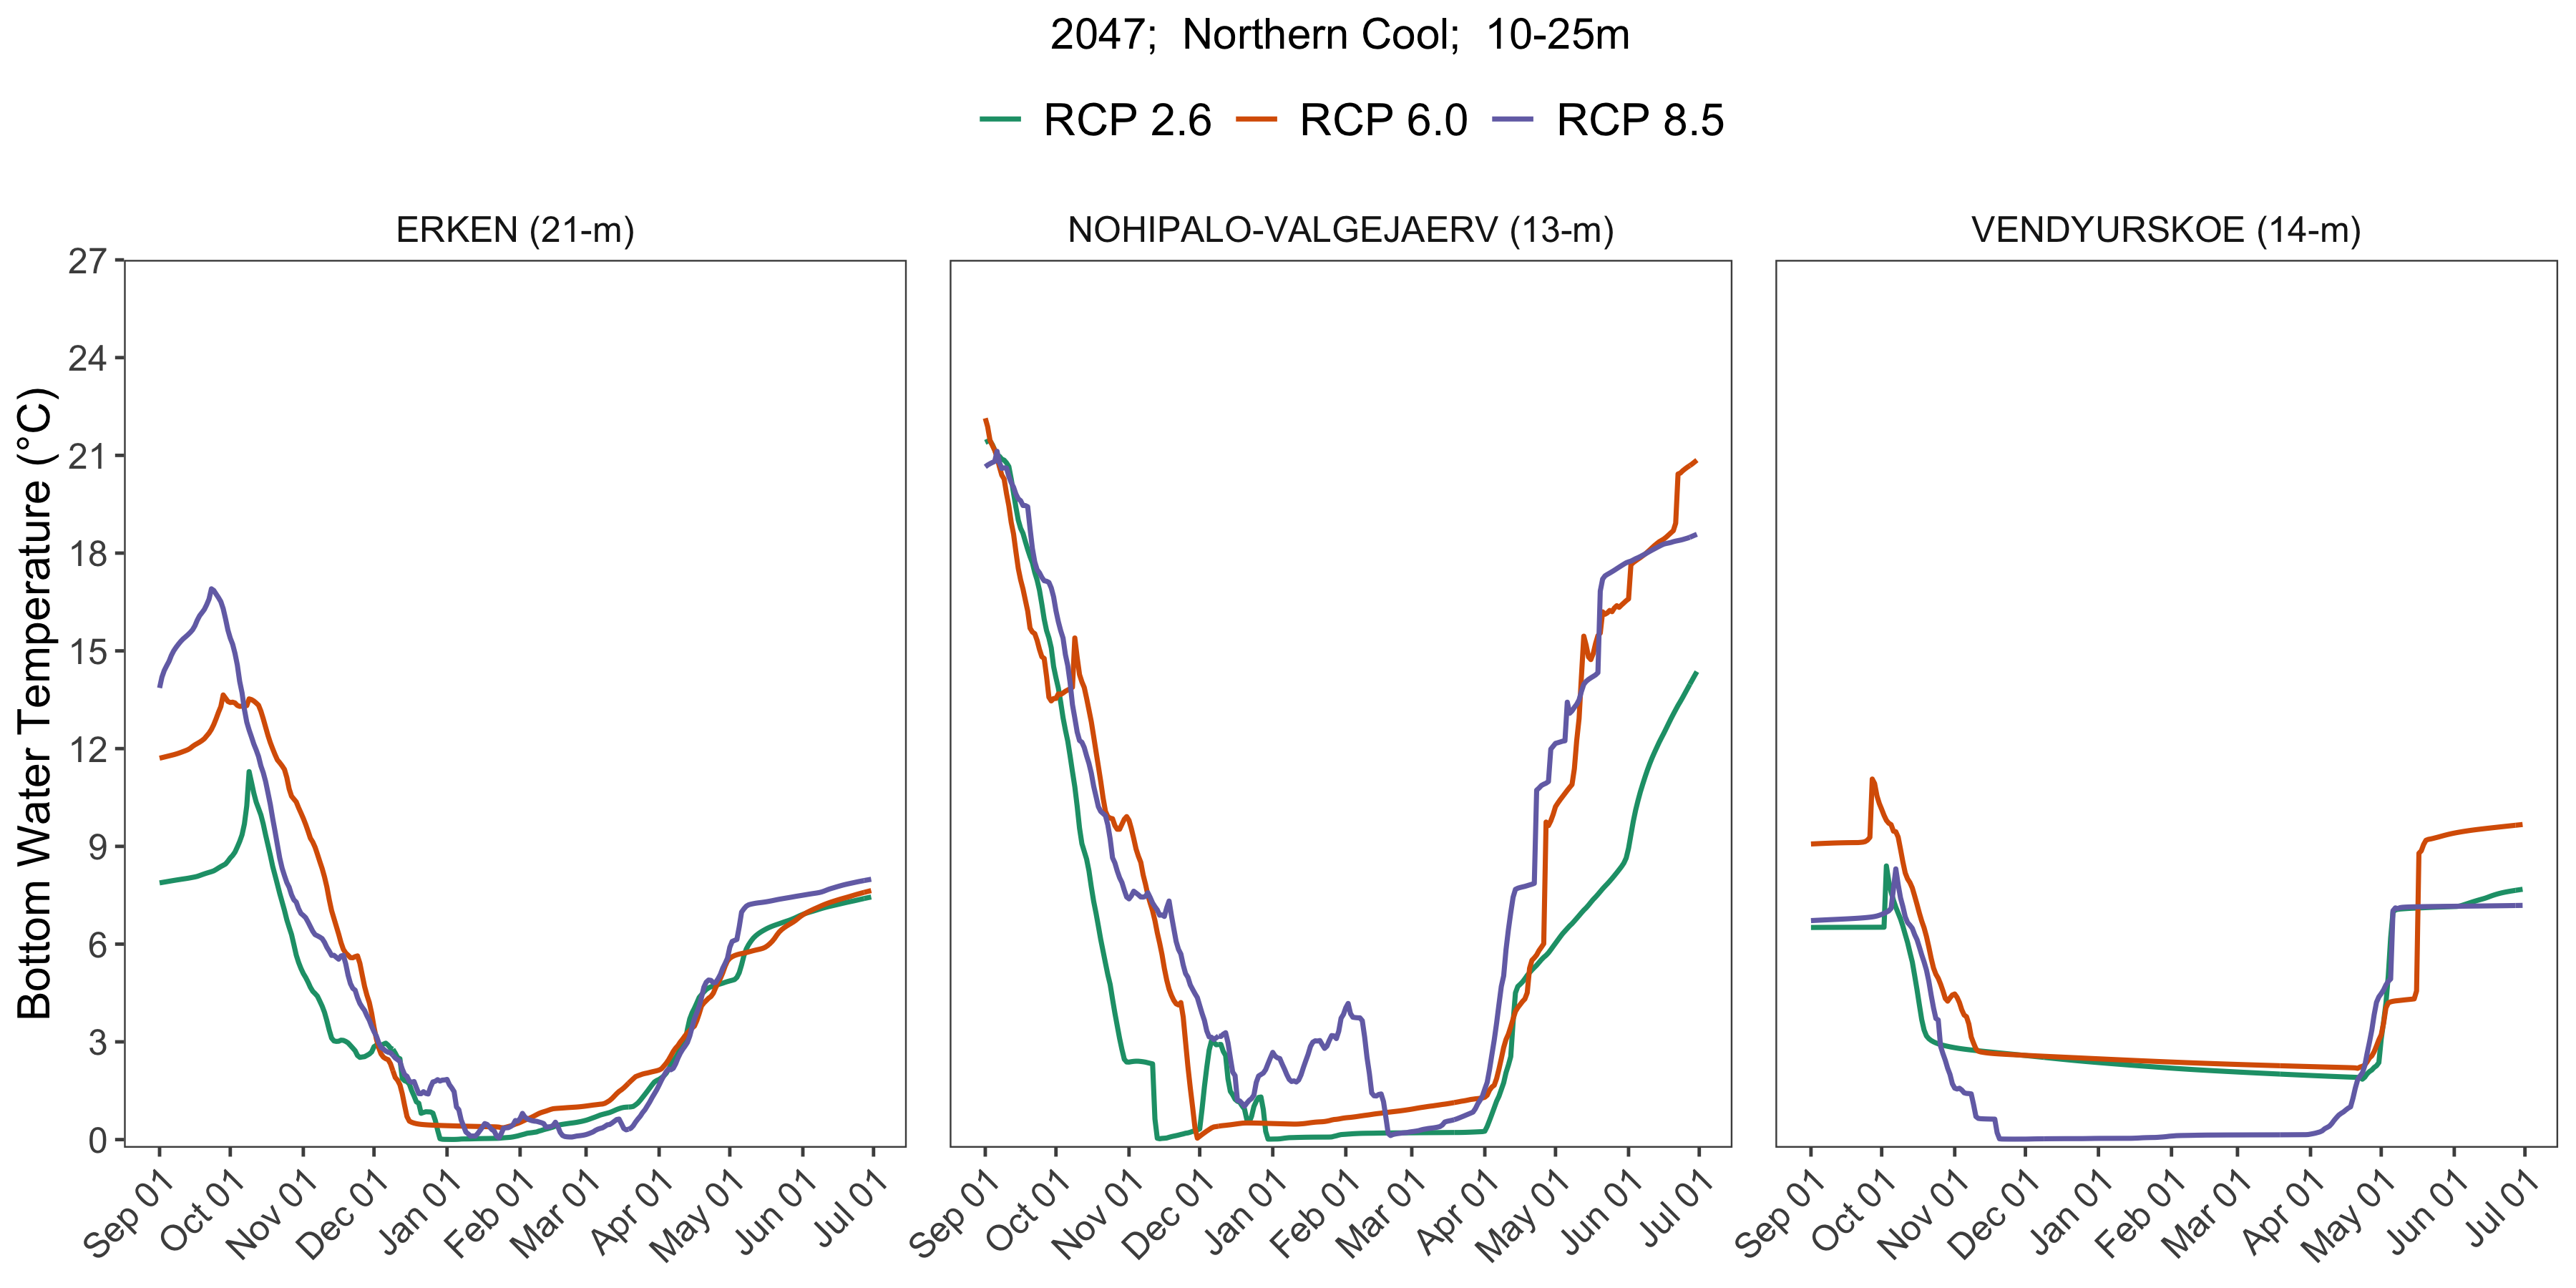 2047;  Northern Cool;  10-25m
RCP 2.6 RCP 6.0 RCP 8.5
ERKEN (21-m) NOHIPALO-VALGEJAERV (13-m) VENDYURSKOE (14-m)
Bottom Water Temperature (°C)
27
24
21
18
15
12
9
6
3
0
Sep 01 Oct 01 Nov 01 Dec 01 Jan 01 Feb 01 Mar 01 Apr 01 May 01 Jun 01 Jul 01 Sep 01 Oct 01 Nov 01 Dec 01 Jan 01 Feb 01 Mar 01 Apr 01 May 01 Jun 01 Jul 01 Sep 01 Oct 01 Nov 01 Dec 01 Jan 01 Feb 01 Mar 01 Apr 01 May 01 Jun 01 Jul 01